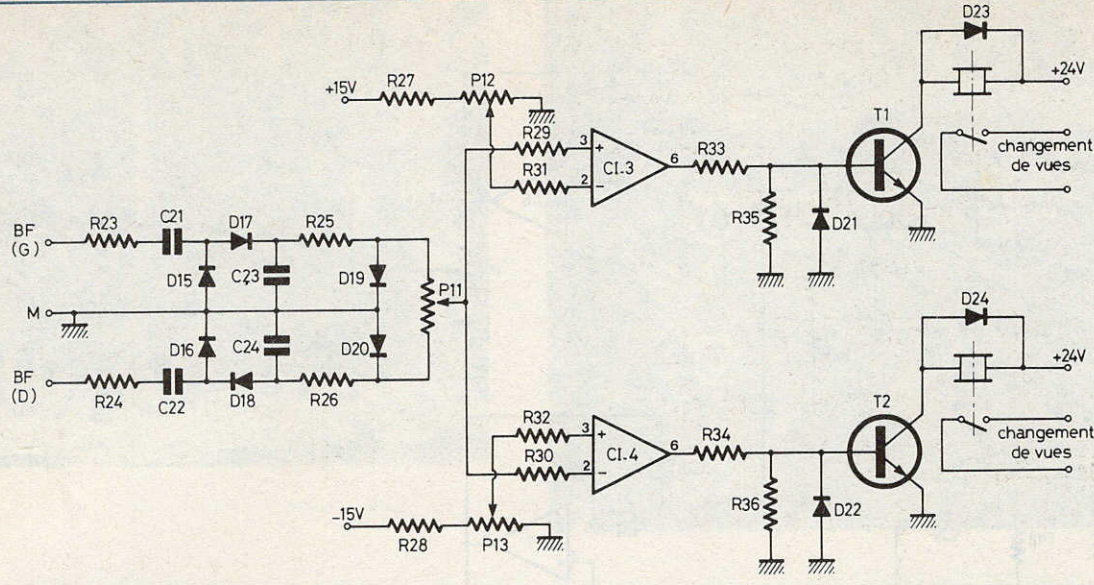 D23
+24V
T1
changement
de vues
+15V
R27
P12
R29
3
+
R31
2
-
CI.3
6
R33
R35
D21
BF
(G)
R23
C21
D17
R25
D15
C23
D19
P11
M
D16
C24
D20
BF
(D)
R24
C22
D18
R26
D24
+24V
T2
changement
de vues
R32
3
+
R30
2
-
CI.4
6
R34
R36
D22
-15V
R28
P13